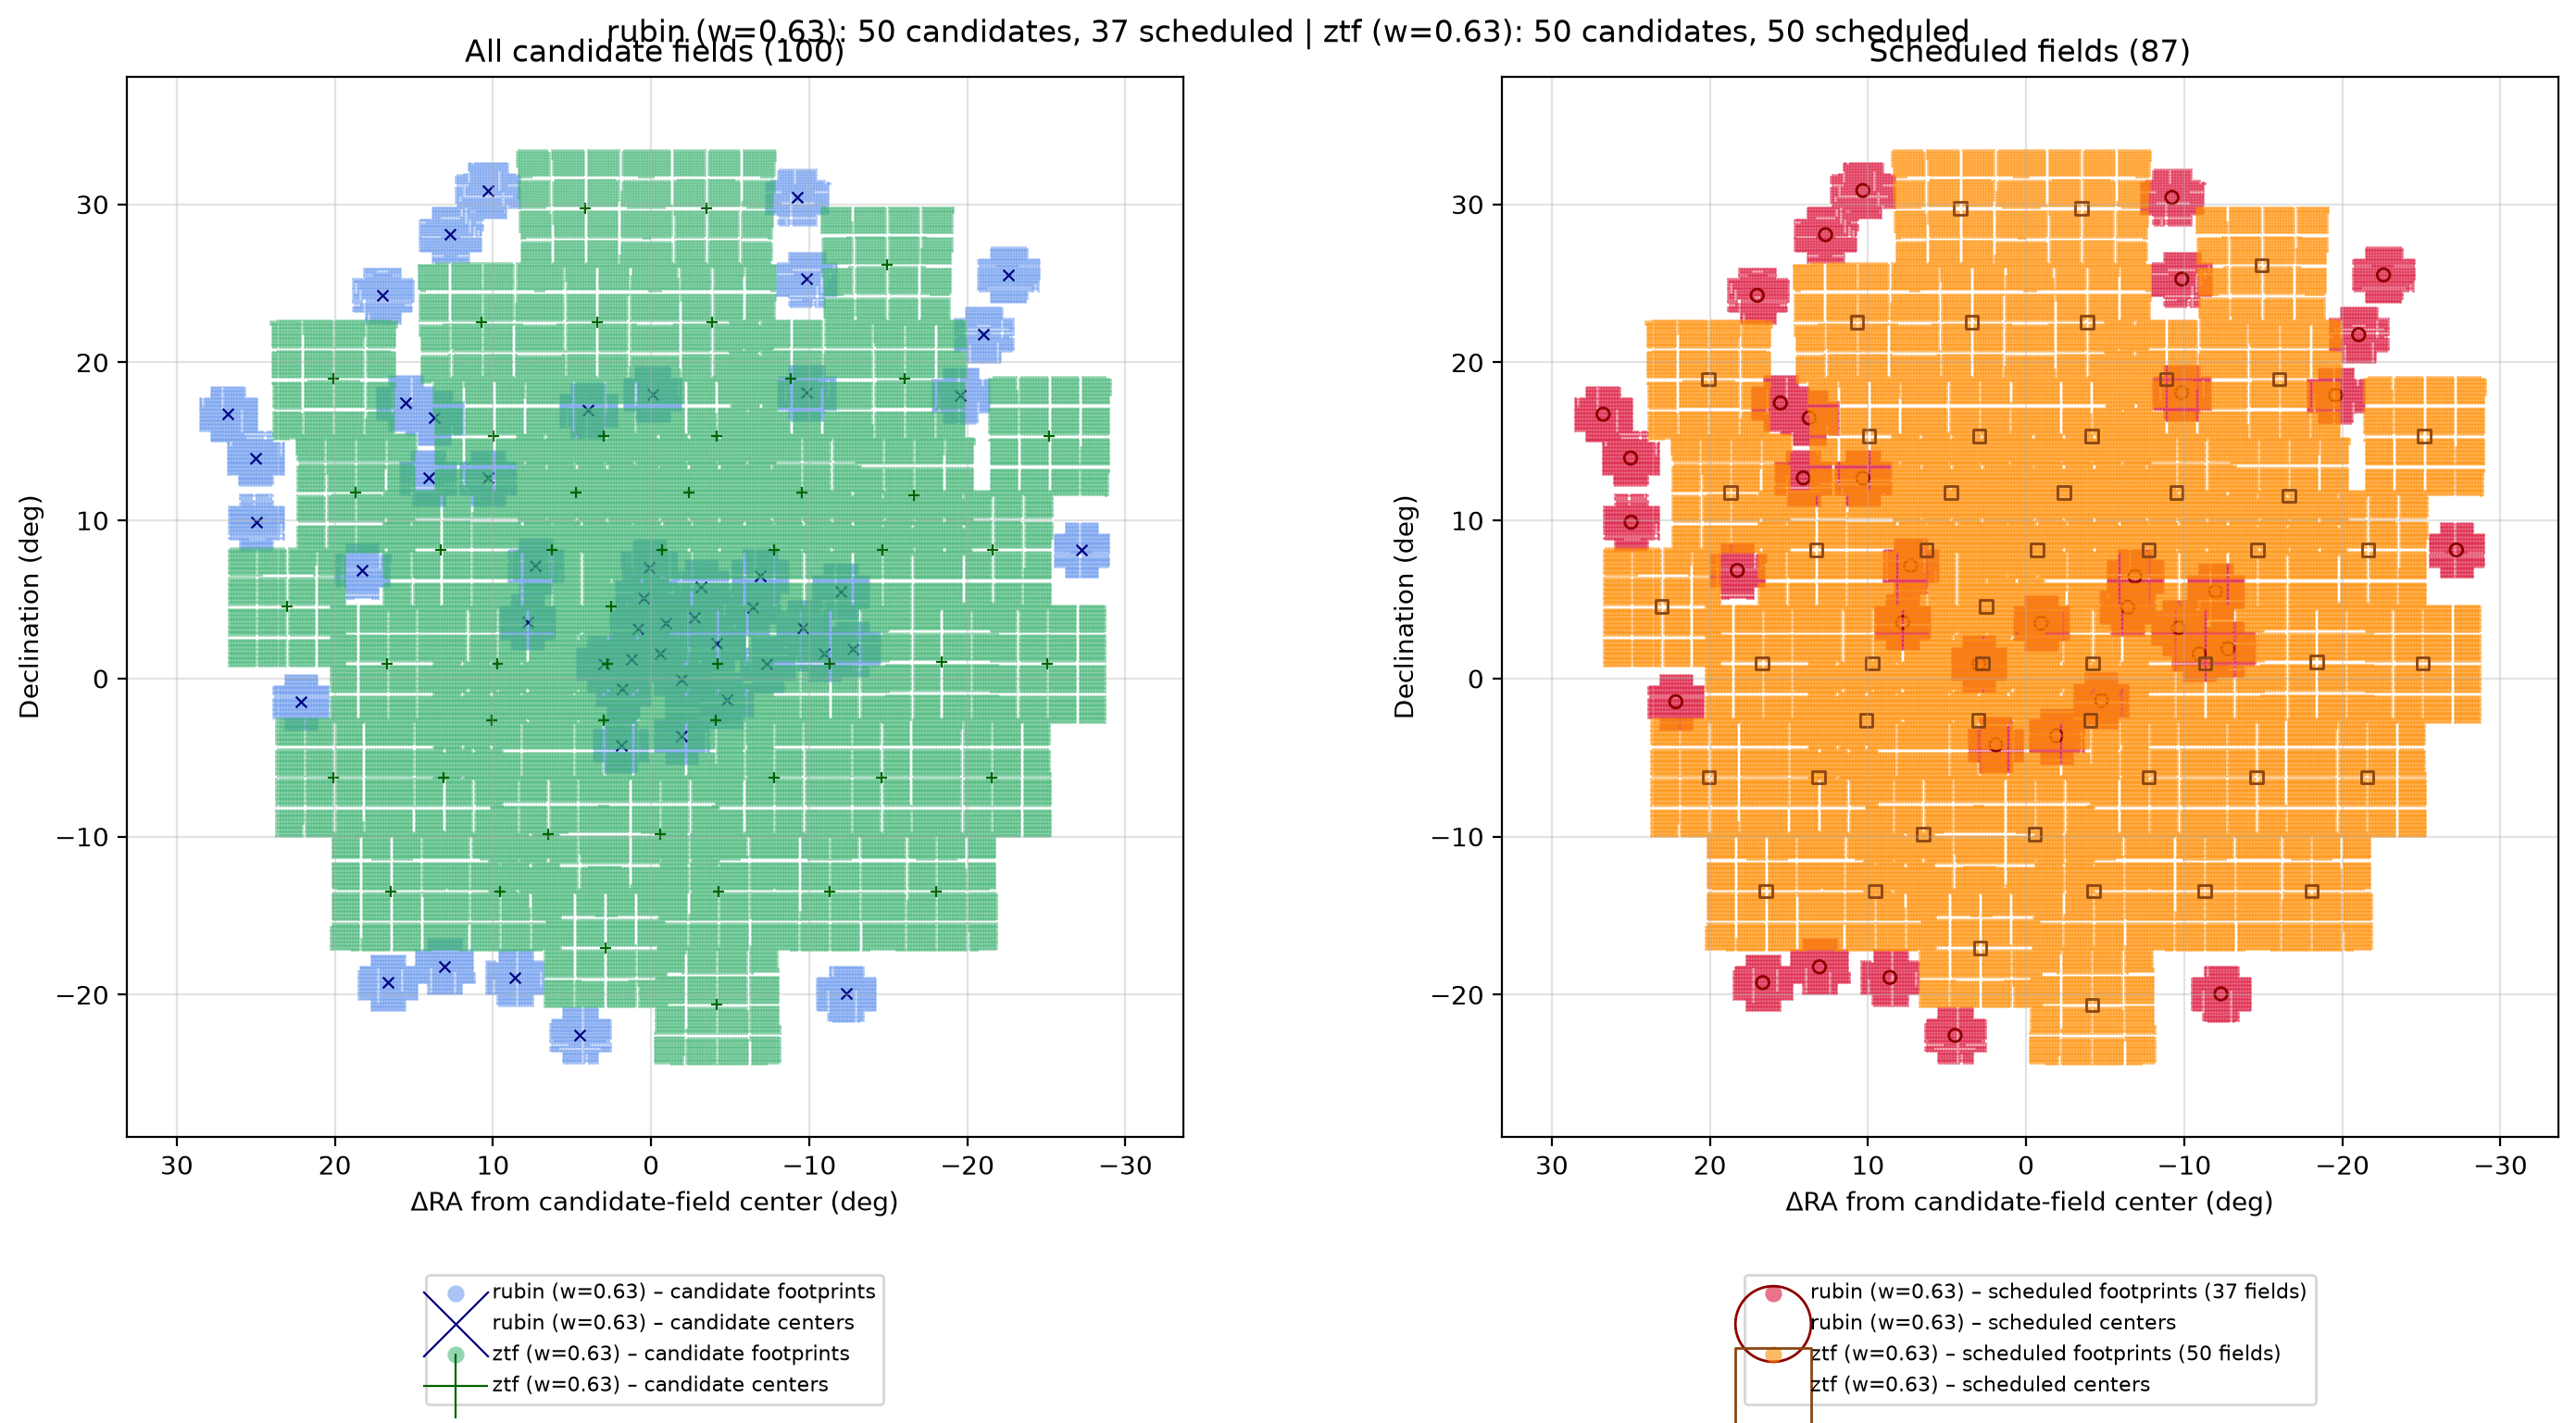 rubin (w=0.63): 50 candidates, 37 scheduled | ztf (w=0.63): 50 candidates, 50 scheduled
All candidate fields (100)
Declination (deg)
30
20
10
0
−10
−20
30
20
10
0
−10
−20
−30
ΔRA from candidate-field center (deg)
rubin (w=0.63) – candidate footprints
rubin (w=0.63) – candidate centers
ztf (w=0.63) – candidate footprints
ztf (w=0.63) – candidate centers
Scheduled fields (87)
Declination (deg)
30
20
10
0
−10
−20
30
20
10
0
−10
−20
−30
ΔRA from candidate-field center (deg)
rubin (w=0.63) – scheduled footprints (37 fields)
rubin (w=0.63) – scheduled centers
ztf (w=0.63) – scheduled footprints (50 fields)
ztf (w=0.63) – scheduled centers